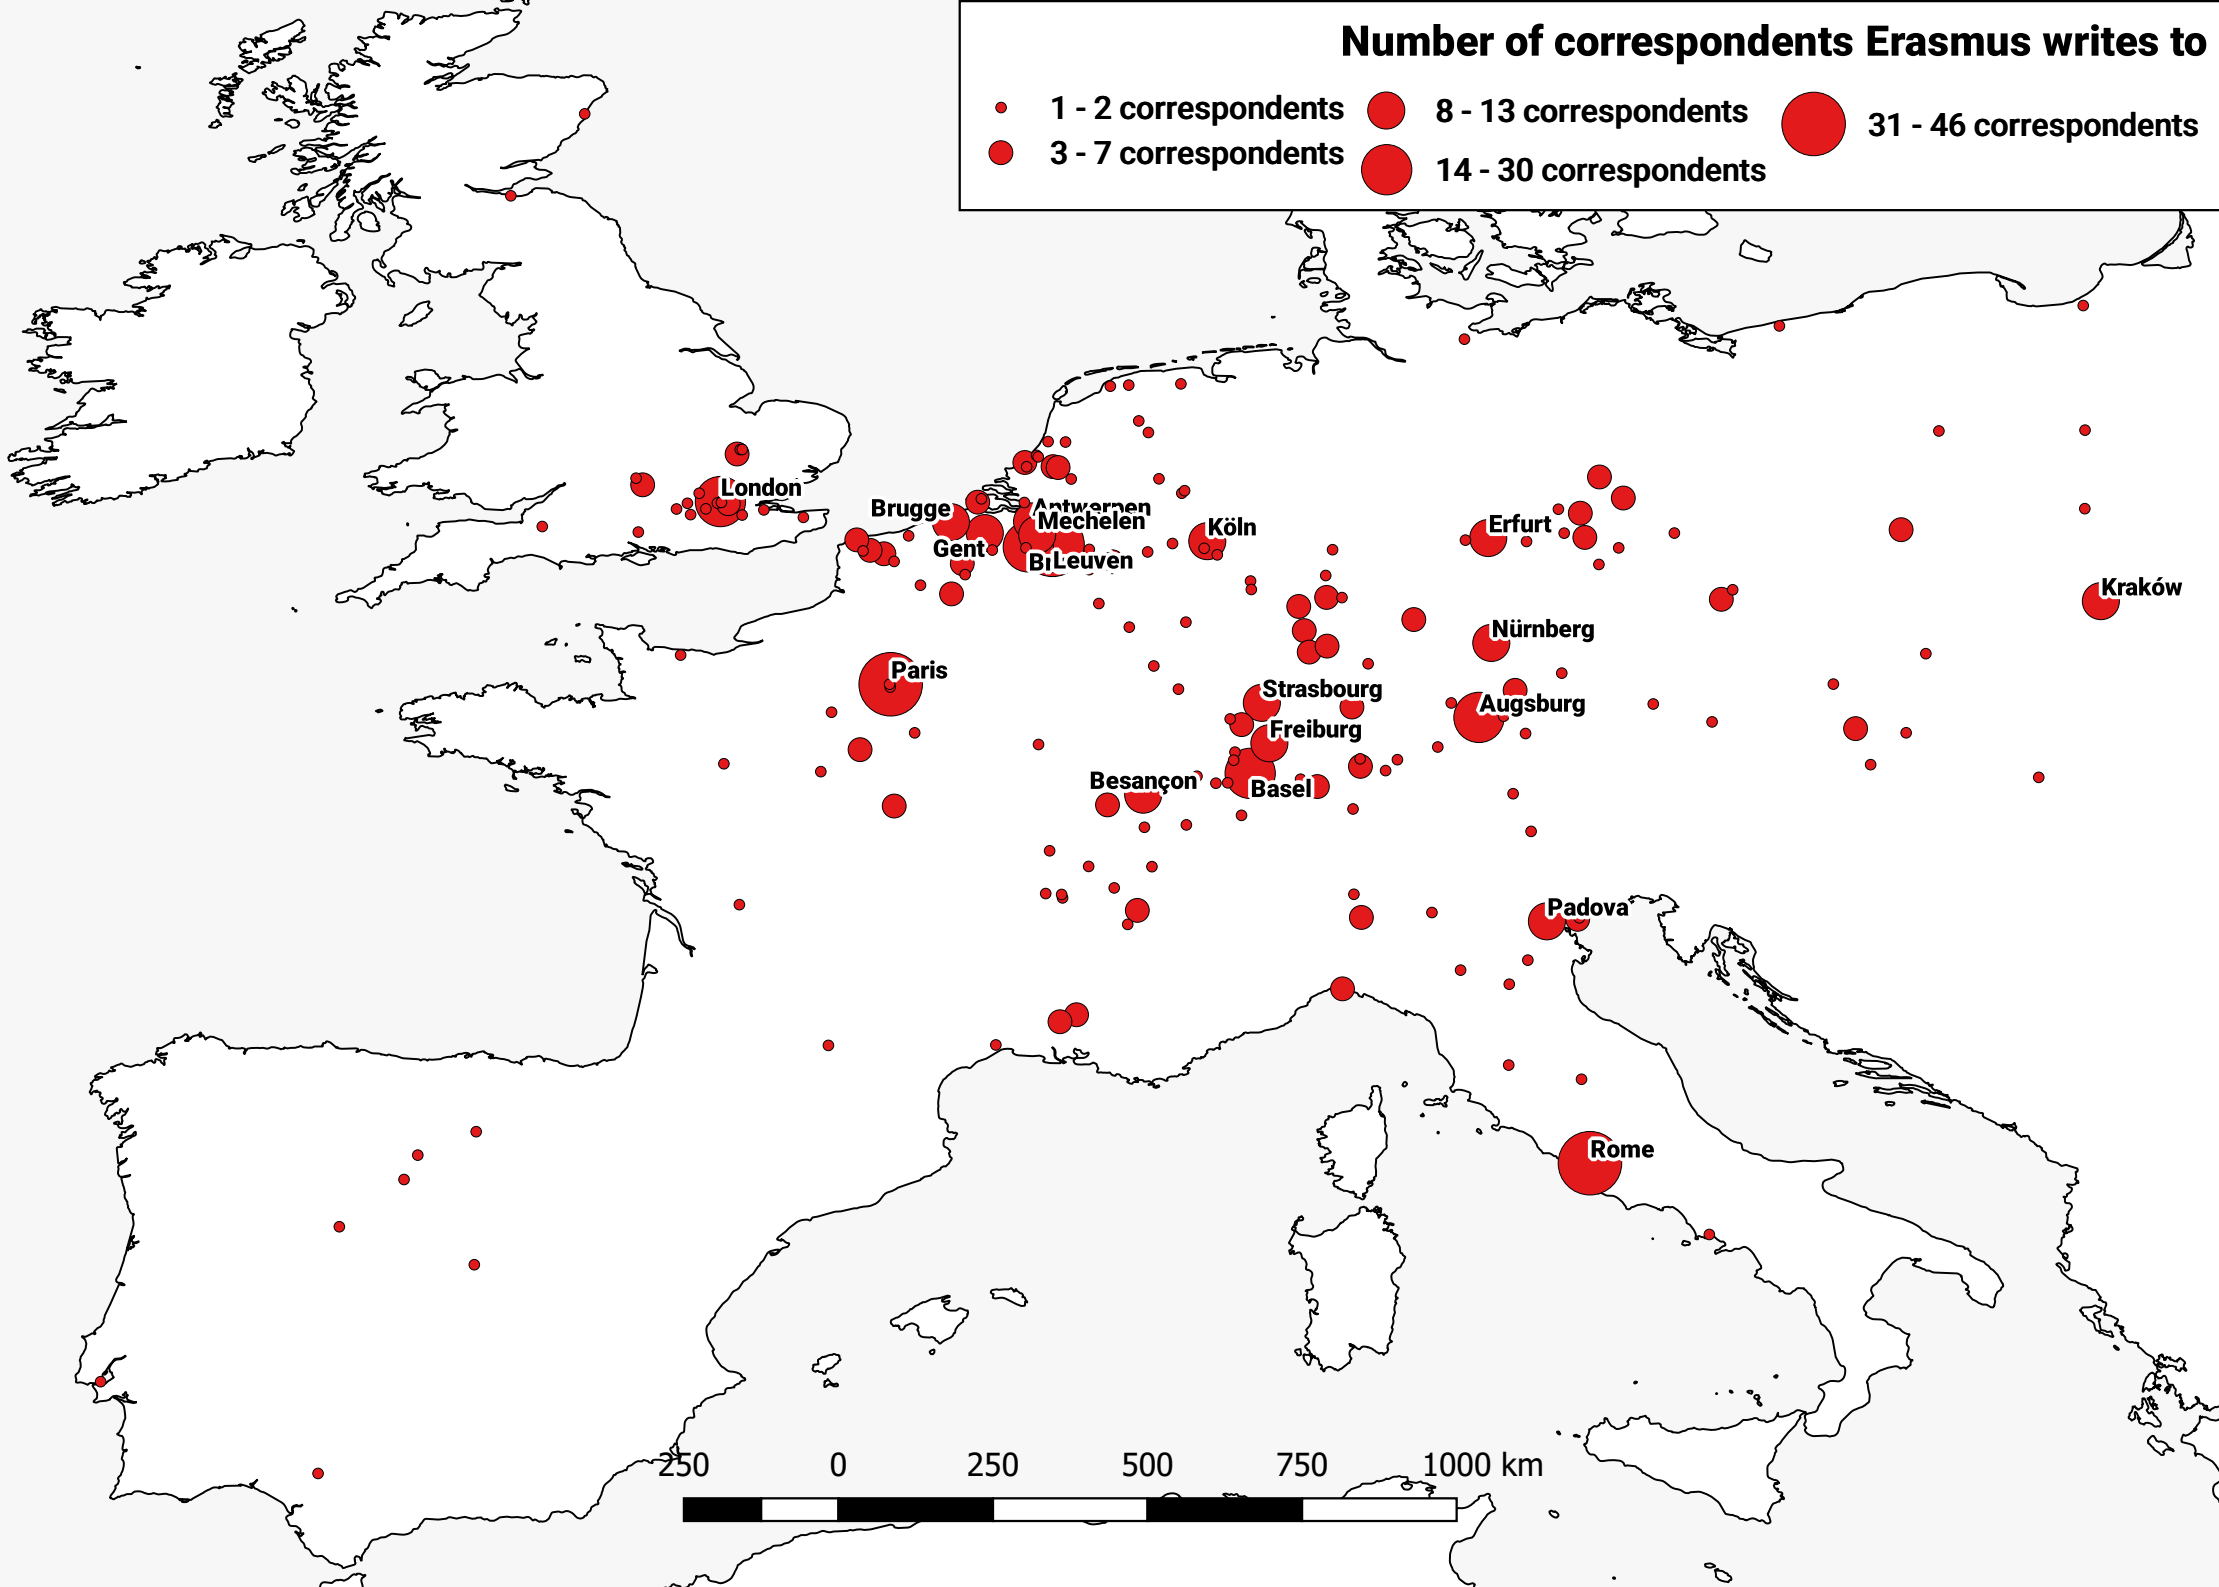 Number of correspondents Erasmus writes to
1 - 2 correspondents
8 - 13 correspondents
31 - 46 correspondents
3 - 7 correspondents
14 - 30 correspondents
London
Brugge
Antwerpen
Mechelen
Köln
Erfurt
Gent
Leuven
Kraków
Nürnberg
Paris
Strasbourg
Augsburg
Freiburg
Besançon
Basel
Padova
Rome
250 0 250 500 750 1000 km